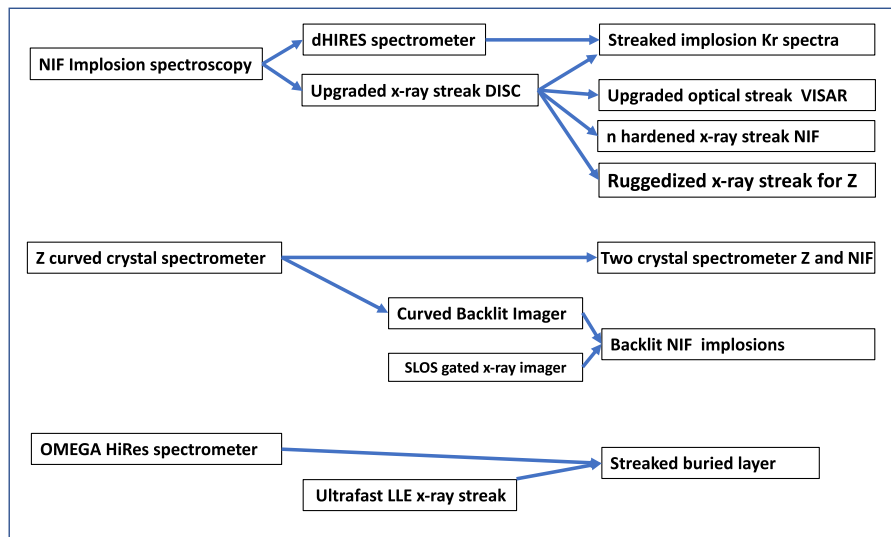 dHIRES spectrometer
Streaked implosion Kr spectra
NIF Implosion spectroscopy
Upgraded x-ray streak DISC
Upgraded optical streak VISAR
n hardened x-ray streak NIF
Ruggedized x-ray streak for Z
Z curved crystal spectrometer
Two crystal spectrometer Z and NIF
Curved Backlit Imager
Backlit NIF implosions
SLOS gated x-ray imager
OMEGA HiRes spectrometer
Streaked buried layer
Ultrafast LLE x-ray streak